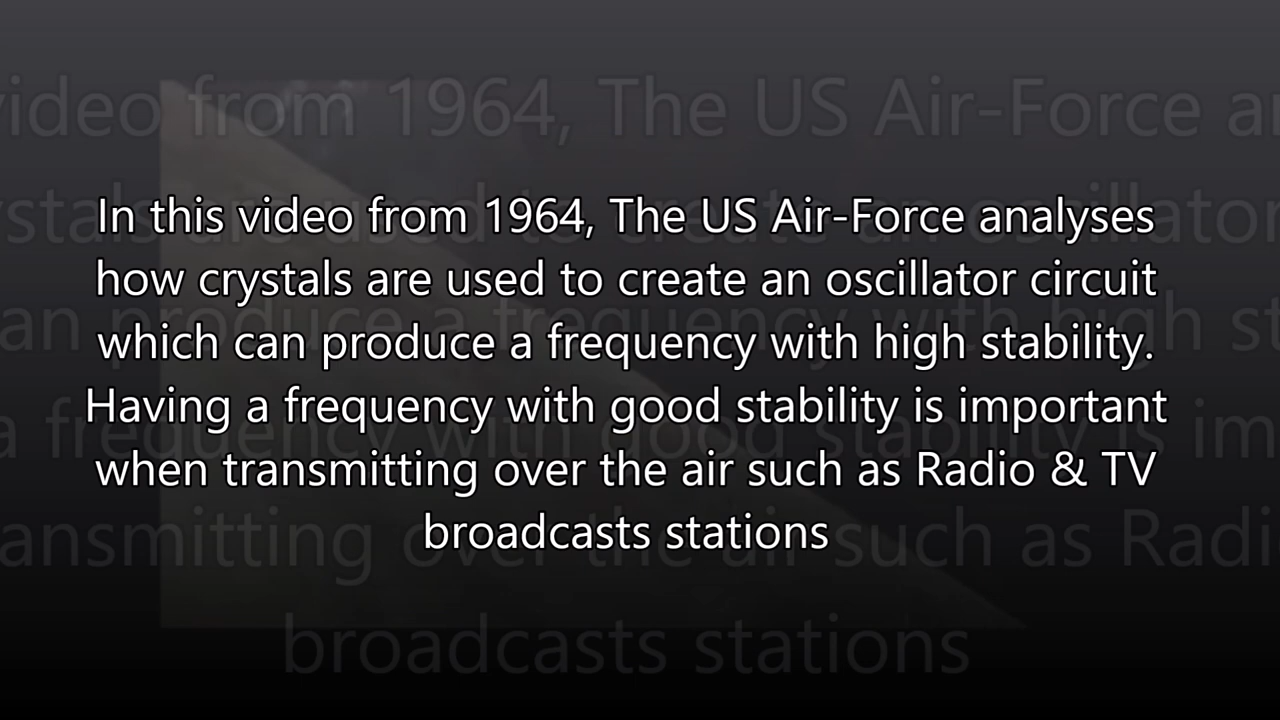 In this video from 1964, The US Air-Force analyses
how crystals are used to create an oscillator circuit
which can produce a frequency with high stability.
Having a frequency with good stability is important
when transmitting over the air such as Radio & TV
broadcasts stations